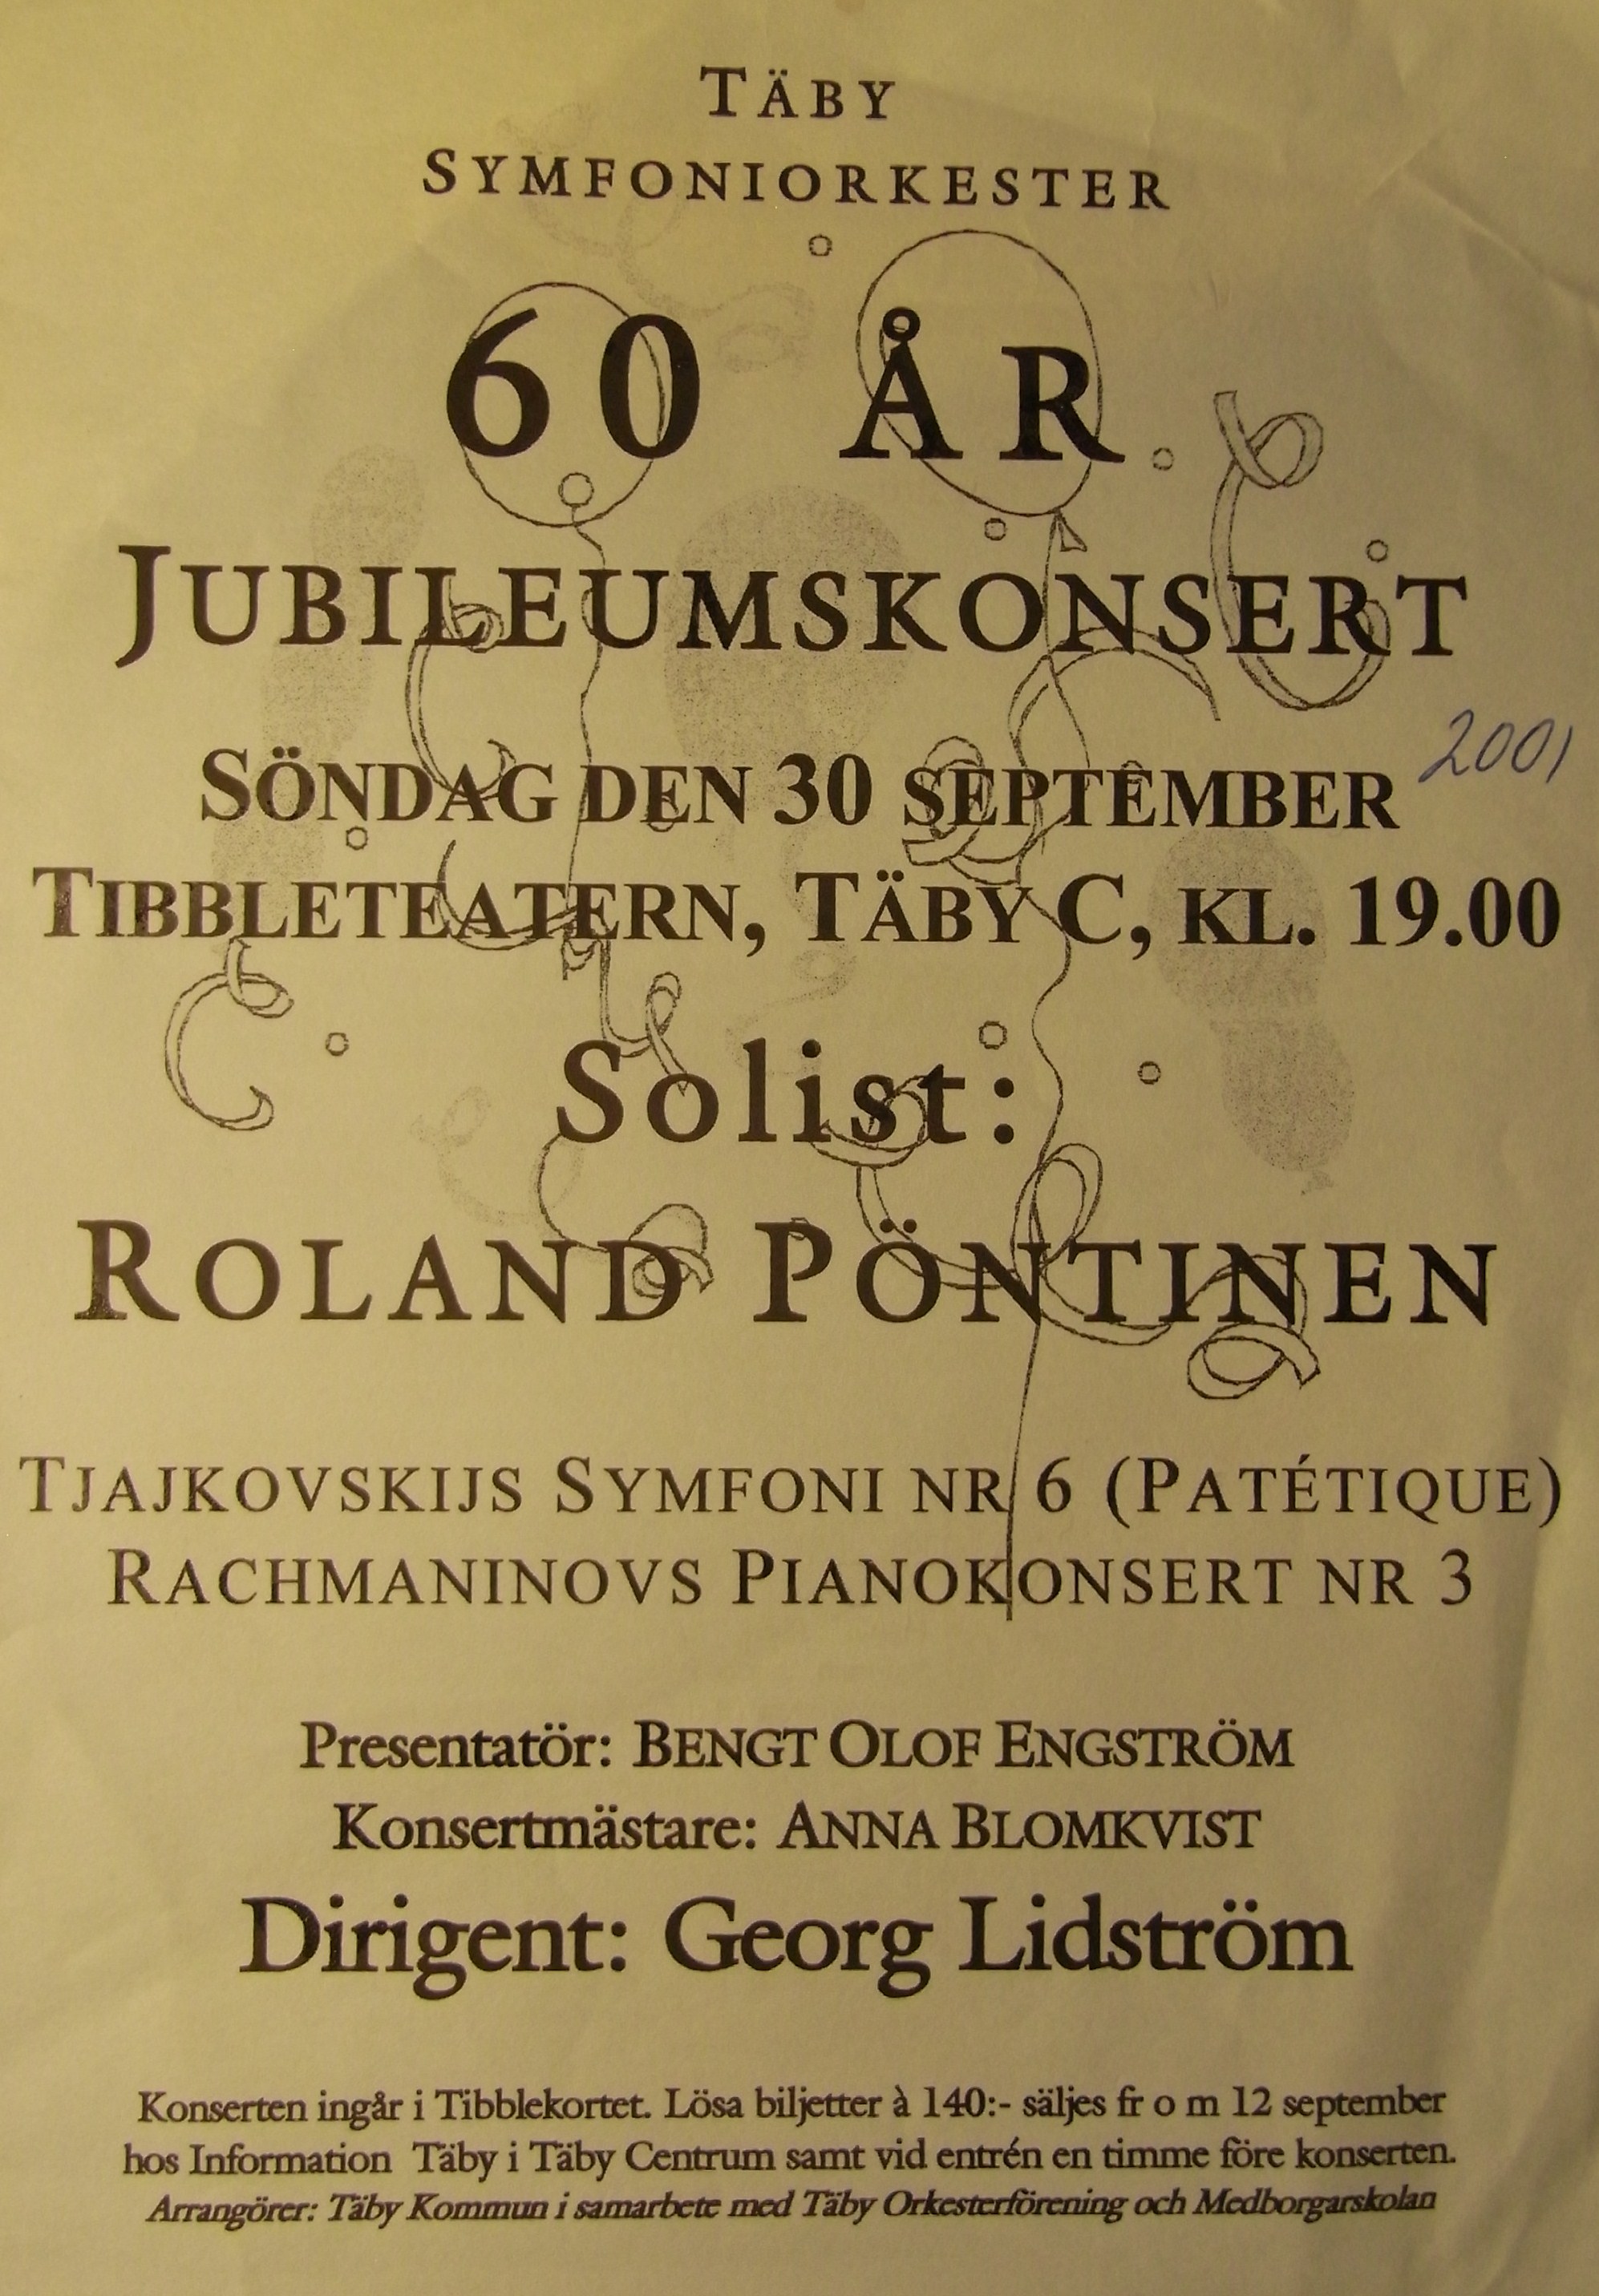 TÄBY
SYMFONIORKESTER
60 ÅR
JUBILEUMSKONSERT
2001
SÖNDAG DEN 30 SEPTEMBER
TIBBLETEATERN, TÄBY C, KL. 19.00
Solist:
ROLAND PÖNTINEN
TJAJKOVSKIJS SYMFONI NR 6 (PATÉTIQUE)
RACHMANINOVS PIANOKONSERT NR 3
Presentatör: BENGT OLOF ENGSTRÖM
Konsertmästare: ANNA BLOMKVIST
Dirigent: Georg Lidström
Konserten ingår i Tibblekortet. Lösa biljetter à 140:- säljes fr o m 12 september
hos Information Täby i Täby Centrum samt vid entrén en timme före konserten.
Arrangörer: Täby Kommun i samarbete med Täby Orkesterförening och Medborgarskolan